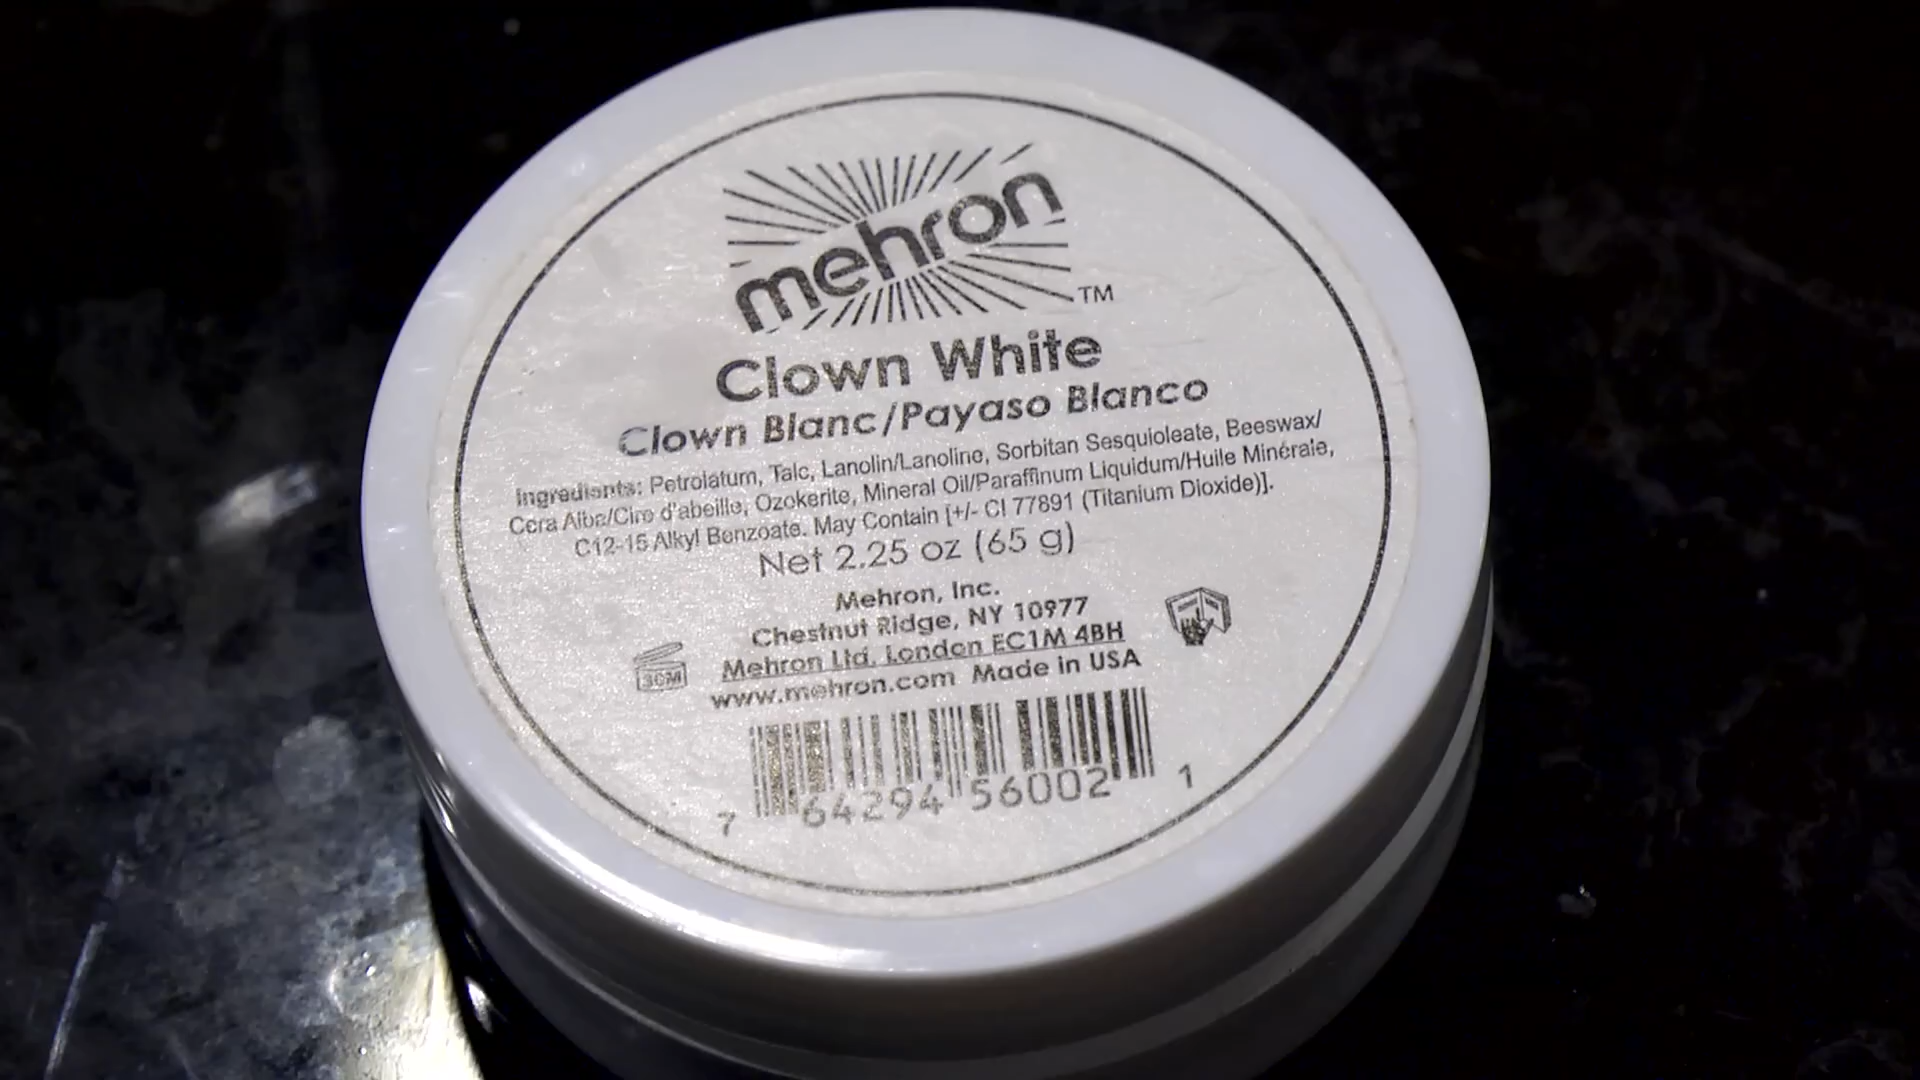 mehron
TM
Clown White
Clown Blanc/Payaso Blanco
Ingredients: Petrolatum, Talc, Lanolin/Lanoline, Sorbitan Sesquioleate, Beeswax/
Cera Alba/Cire d'abeille, Ozokerite, Mineral Oil/Paraffinum Liquidum/Huile Minérale,
C12-15 Alkyl Benzoate. May Contain [+/- CI 77891 (Titanium Dioxide)].
Net 2.25 oz (65 g)
Mehron, Inc.
Chestnut Ridge, NY 10977
Mehron Ltd. London EC1M 4BH
www.mehron.com Made in USA
30M
7 64294 56002 1